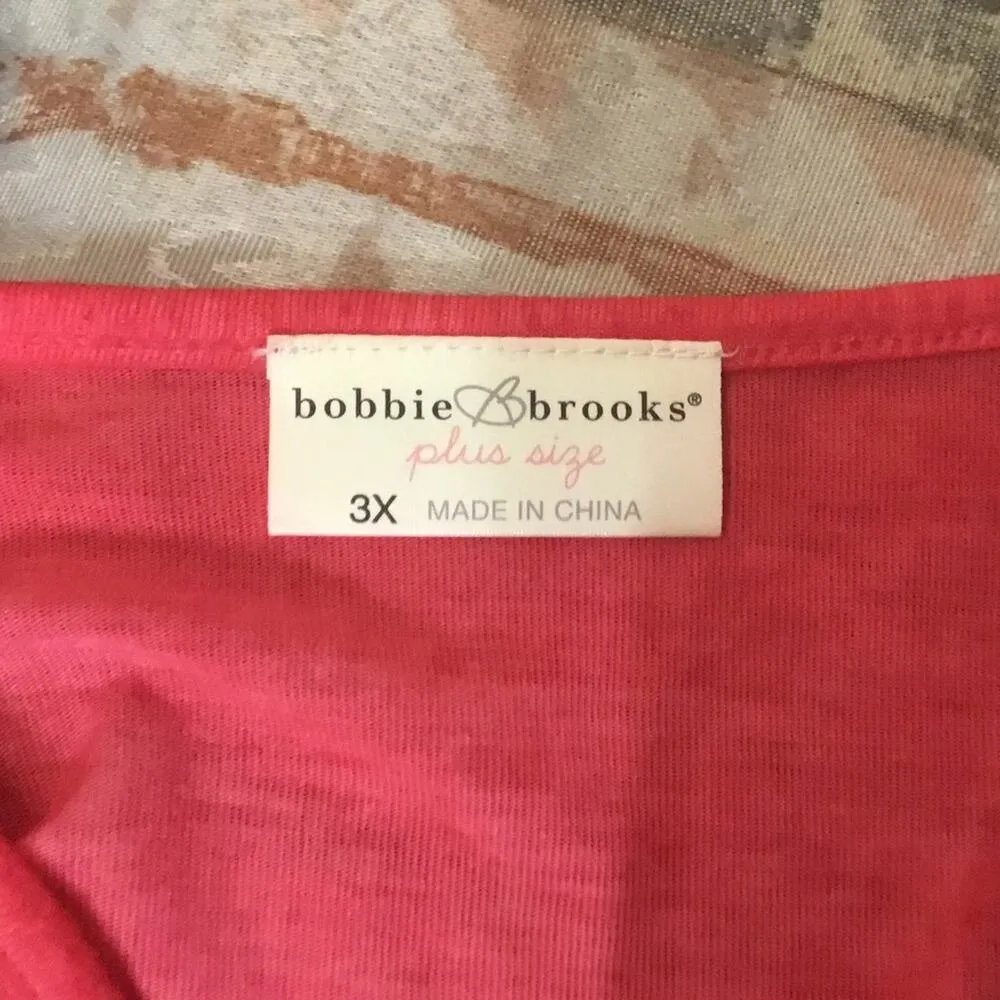 bobbie B brooks®
plus size
3X MADE IN CHINA